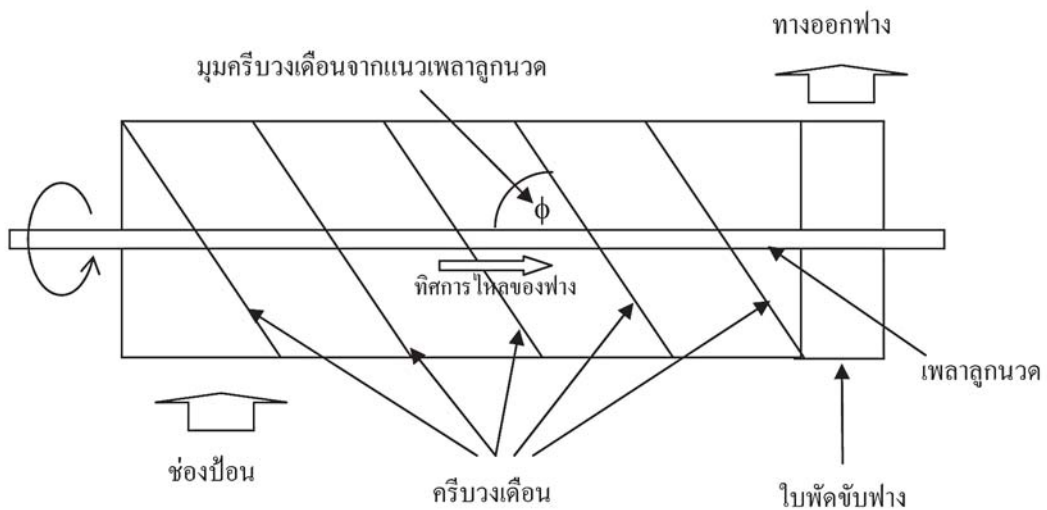 ทางออกฟาง
มุมครีบวงเดือนจากแนวเพลาลูกนวด
ϕ
ทิศการไหลของฟาง
เพลาลูกนวด
ช่องป้อน
ครีบวงเดือน
ใบพัดขับฟาง